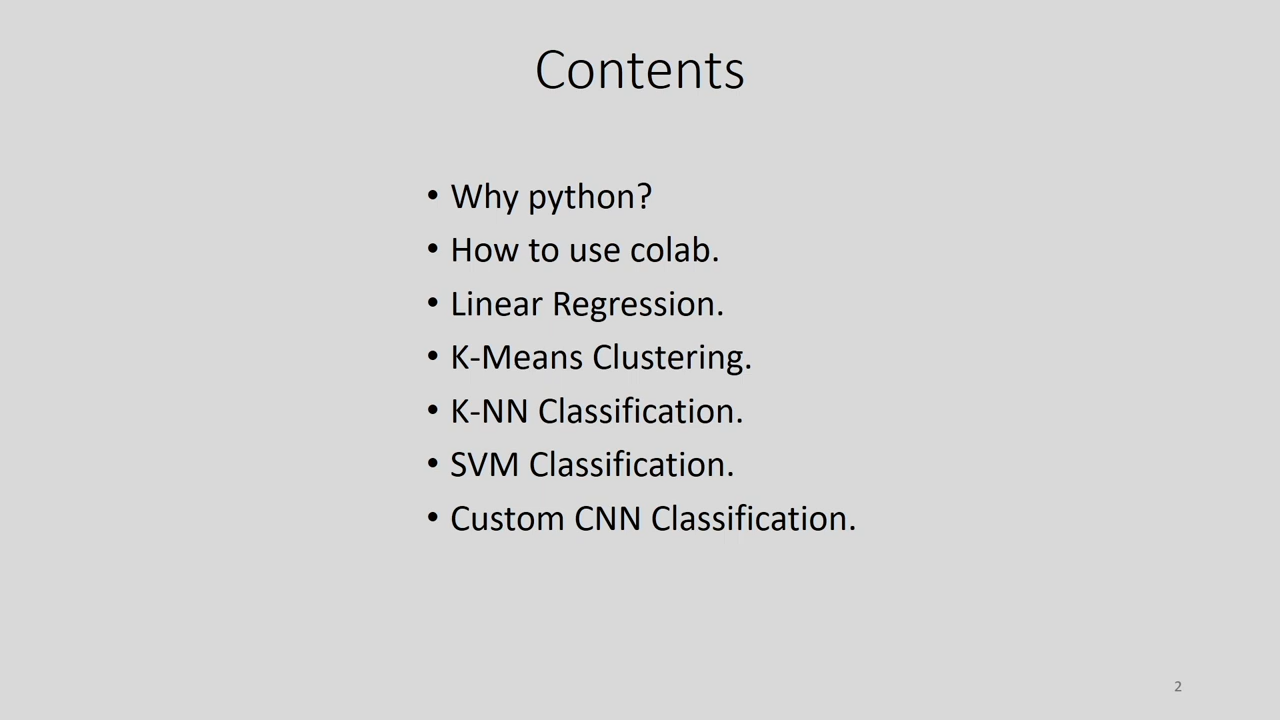 Contents
• Why python?
• How to use colab.
• Linear Regression.
• K-Means Clustering.
• K-NN Classification.
• SVM Classification.
• Custom CNN Classification.
2